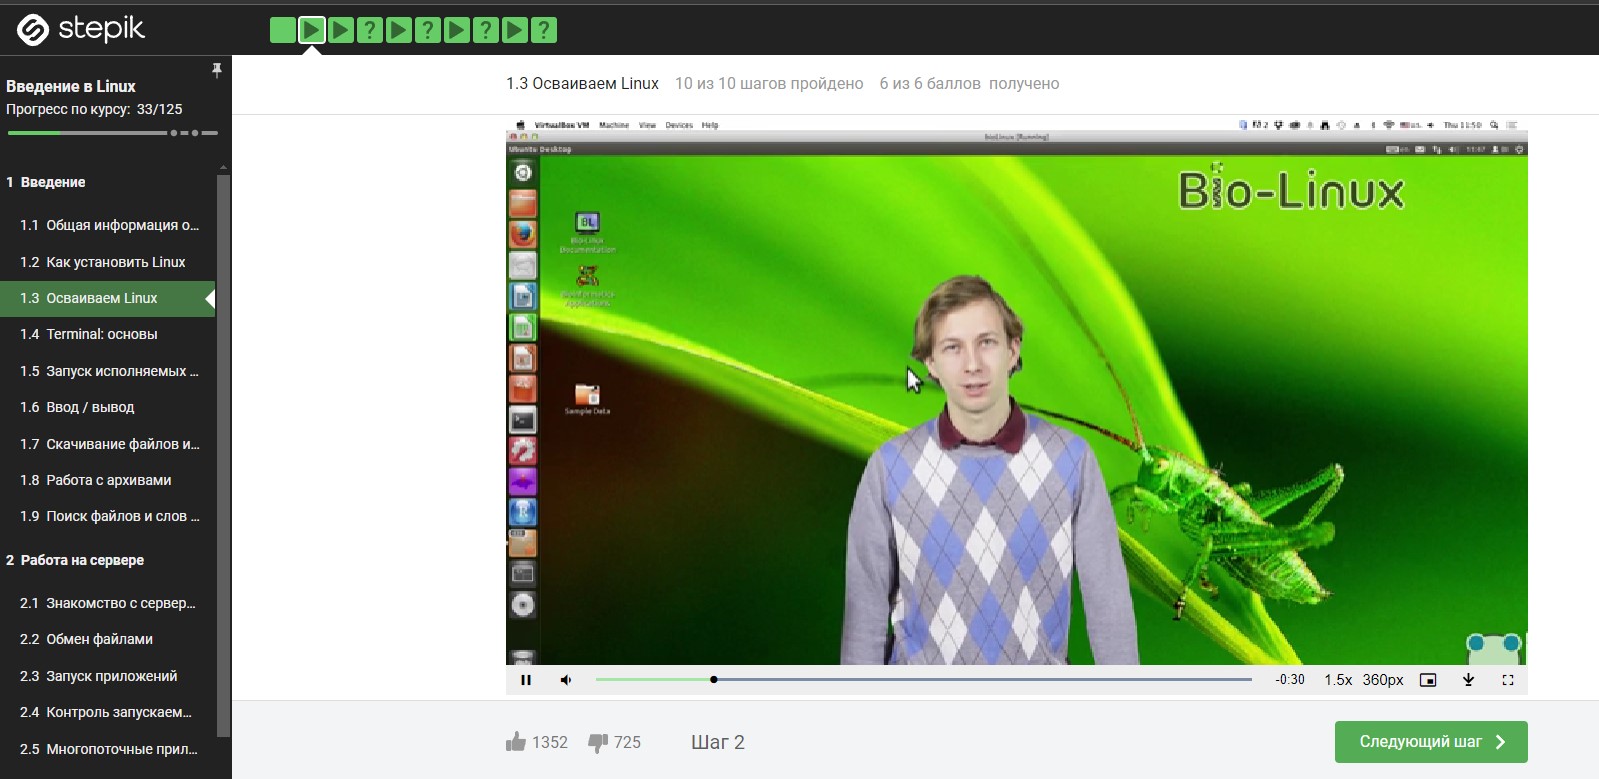 stepik
Введение в Linux
Прогресс по курсу: 33/125
1 Введение
1.1 Общая информация о...
1.2 Как установить Linux
1.3 Осваиваем Linux
1.4 Terminal: основы
1.5 Запуск исполняемых ...
1.6 Ввод / вывод
1.7 Скачивание файлов и...
1.8 Работа с архивами
1.9 Поиск файлов и слов ...
2 Работа на сервере
2.1 Знакомство с сервер...
2.2 Обмен файлами
2.3 Запуск приложений
2.4 Контроль запускаем...
2.5 Многопоточные прил...
1.3 Осваиваем Linux 10 из 10 шагов пройдено 6 из 6 баллов получено
VirtualBox VM Machine View Devices Help
Thu 11:50
BioLinux [Running]
Ubuntu Desktop
Bio-Linux
BL
Bio-Linux
Documentation
Bioinformatics
Applications
Sample Data
-0:30 1.5x 360px
1352 725 Шаг 2
Следующий шаг